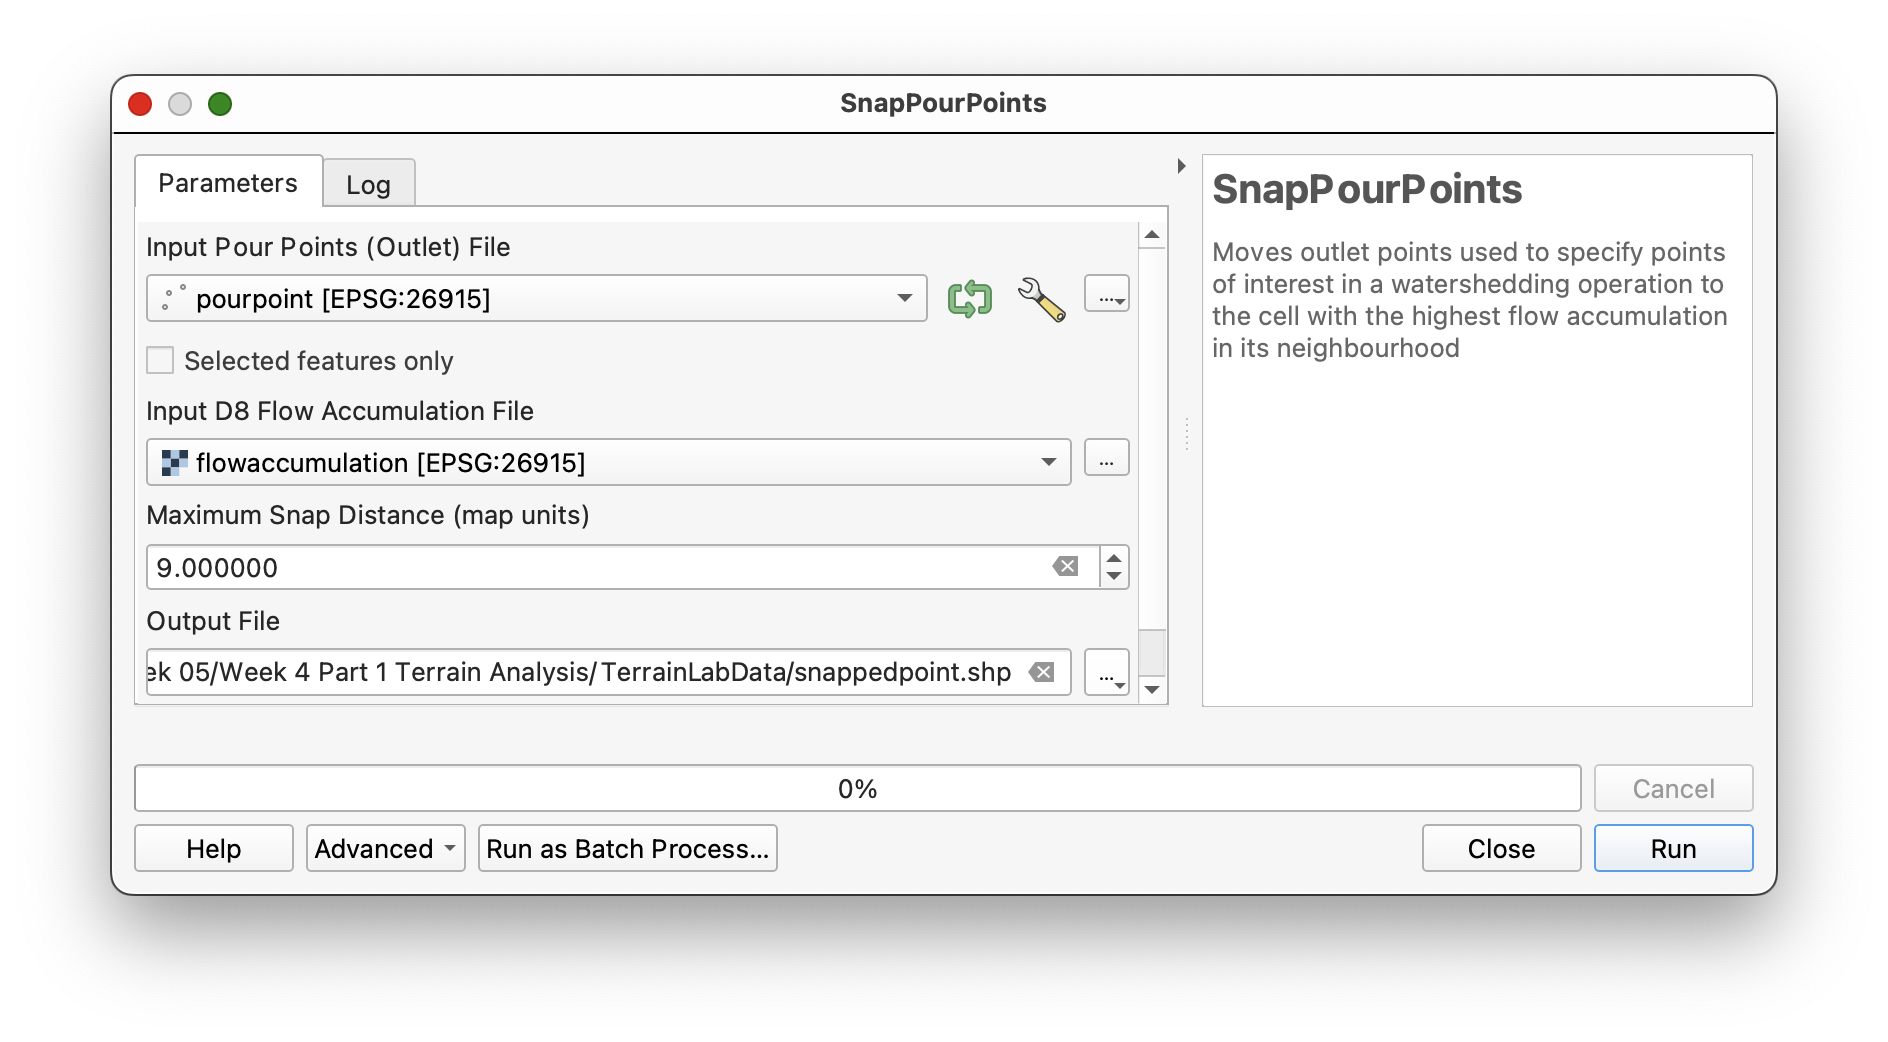 SnapPourPoints
Parameters
Log
Input Pour Points (Outlet) File
pourpoint [EPSG:26915]
...
Selected features only
Input D8 Flow Accumulation File
flowaccumulation [EPSG:26915]
...
Maximum Snap Distance (map units)
9.000000
Output File
ek 05/Week 4 Part 1 Terrain Analysis/TerrainLabData/snappedpoint.shp
...
SnapPourPoints
Moves outlet points used to specify points
of interest in a watershedding operation to
the cell with the highest flow accumulation
in its neighbourhood
0%
Cancel
Help
Advanced
Run as Batch Process...
Close
Run